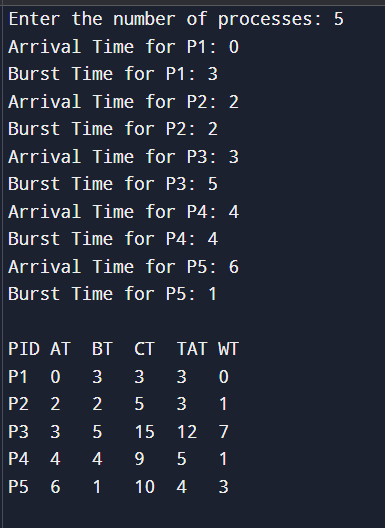 Enter the number of processes: 5
Arrival Time for P1: 0
Burst Time for P1: 3
Arrival Time for P2: 2
Burst Time for P2: 2
Arrival Time for P3: 3
Burst Time for P3: 5
Arrival Time for P4: 4
Burst Time for P4: 4
Arrival Time for P5: 6
Burst Time for P5: 1

PID AT  BT  CT  TAT WT
P1  0   3   3   3   0
P2  2   2   5   3   1
P3  3   5   15  12  7
P4  4   4   9   5   1
P5  6   1   10  4   3